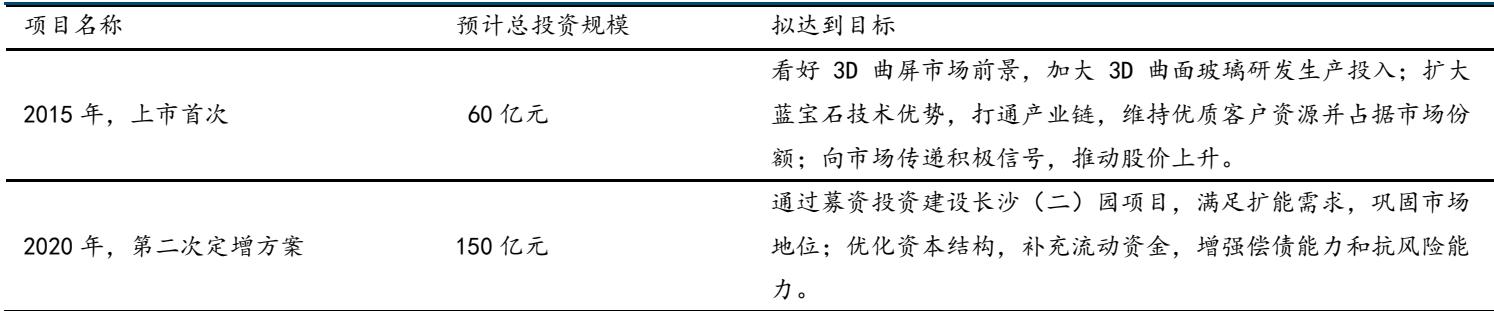 项目名称 预计总投资规模 拟达到目标
看好 3D 曲屏市场前景，加大 3D 曲面玻璃研发生产投入；扩大
2015 年，上市首次 60 亿元 蓝宝石技术优势，打通产业链，维持优质客户资源并占据市场份
额；向市场传递积极信号，推动股价上升。
通过募资投资建设长沙（二）园项目，满足扩能需求，巩固市场
2020 年，第二次定增方案 150 亿元 地位；优化资本结构，补充流动资金，增强偿债能力和抗风险能
力。